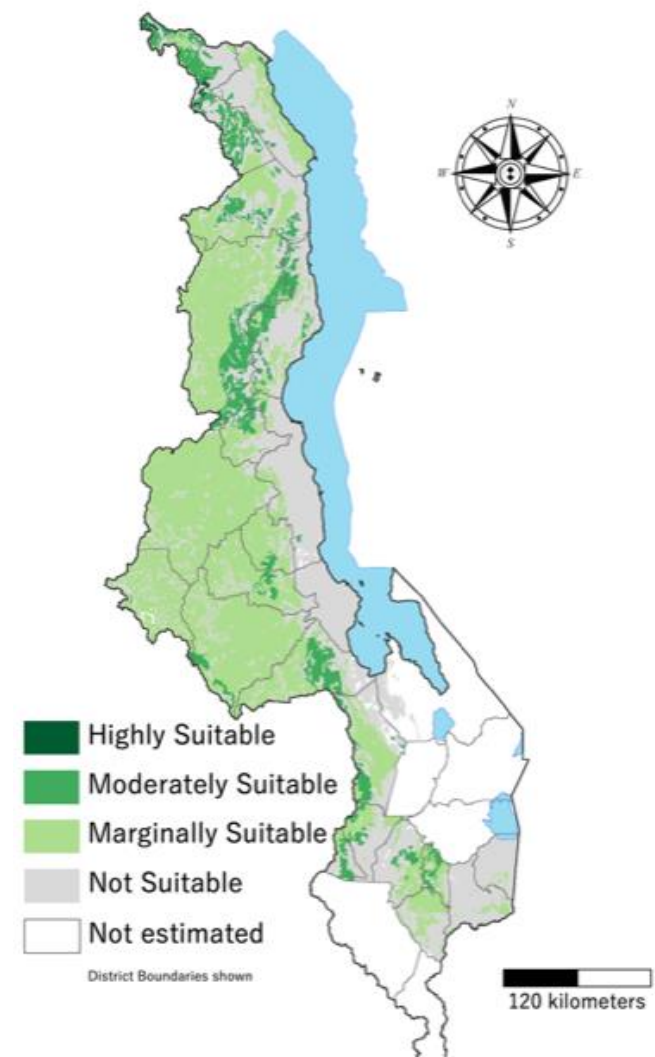 N
W
E
S
Highly Suitable
Moderately Suitable
Marginally Suitable
Not Suitable
Not estimated
District Boundaries shown
120 kilometers